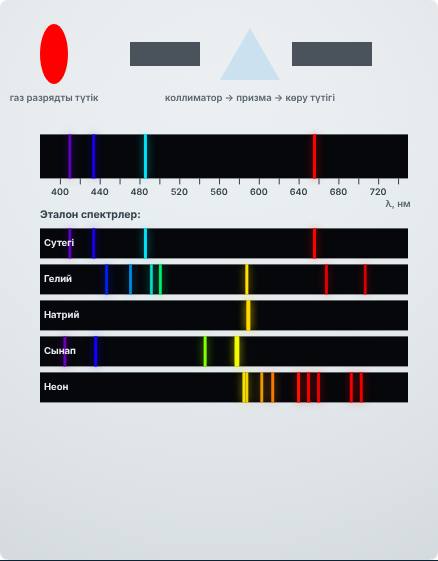 газ разрядты түтік
коллиматор → призма → көру түтігі
400 440 480 520 560 600 640 680 720
λ, нм
Эталон спектрлер:
Сутегі
Гелий
Натрий
Сынап
Неон